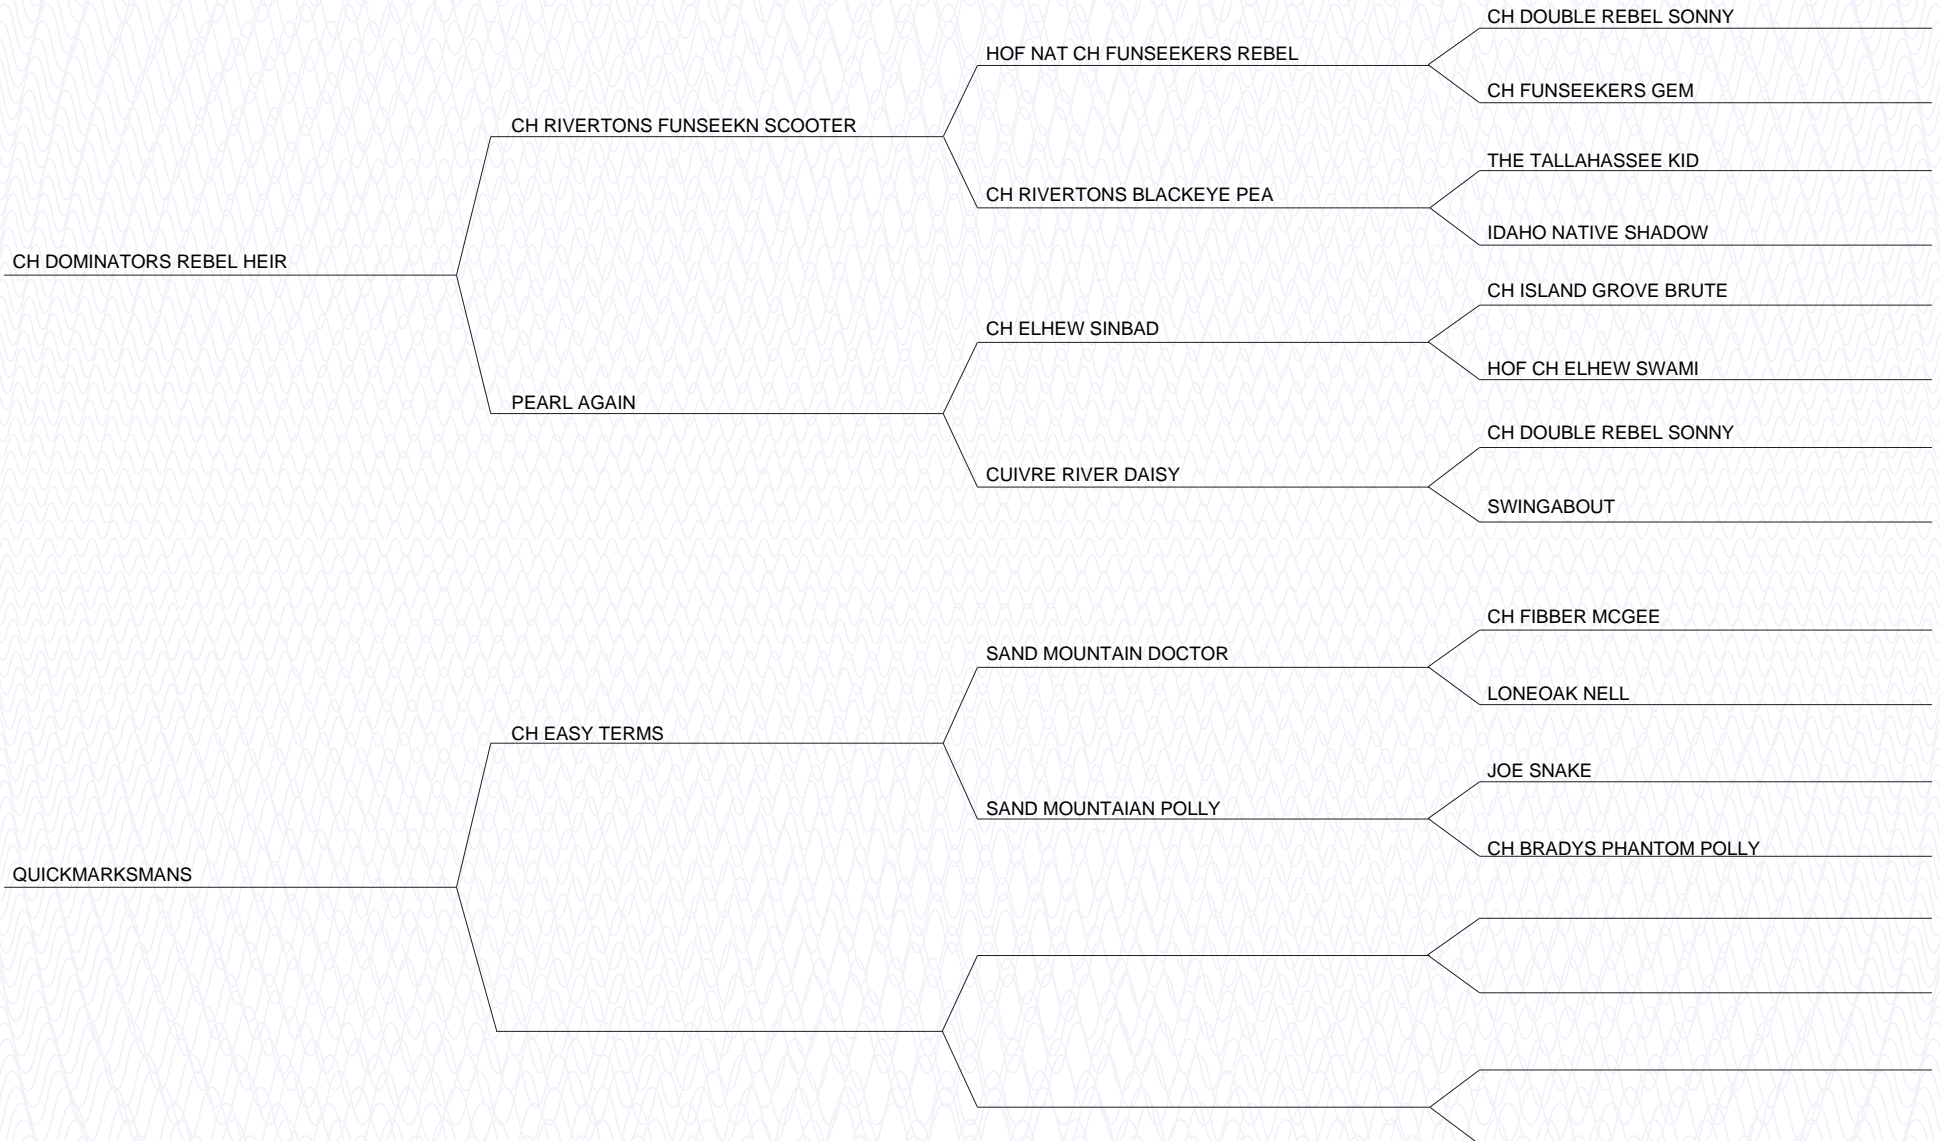 CH DOUBLE REBEL SONNY
HOF NAT CH FUNSEEKERS REBEL
CH FUNSEEKERS GEM
CH RIVERTONS FUNSEEKN SCOOTER
THE TALLAHASSEE KID
CH RIVERTONS BLACKEYE PEA
IDAHO NATIVE SHADOW
CH DOMINATORS REBEL HEIR
CH ISLAND GROVE BRUTE
CH ELHEW SINBAD
HOF CH ELHEW SWAMI
PEARL AGAIN
CH DOUBLE REBEL SONNY
CUIVRE RIVER DAISY
SWINGABOUT
CH FIBBER MCGEE
SAND MOUNTAIN DOCTOR
LONEOAK NELL
CH EASY TERMS
JOE SNAKE
SAND MOUNTAIAN POLLY
CH BRADYS PHANTOM POLLY
QUICKMARKSMANS